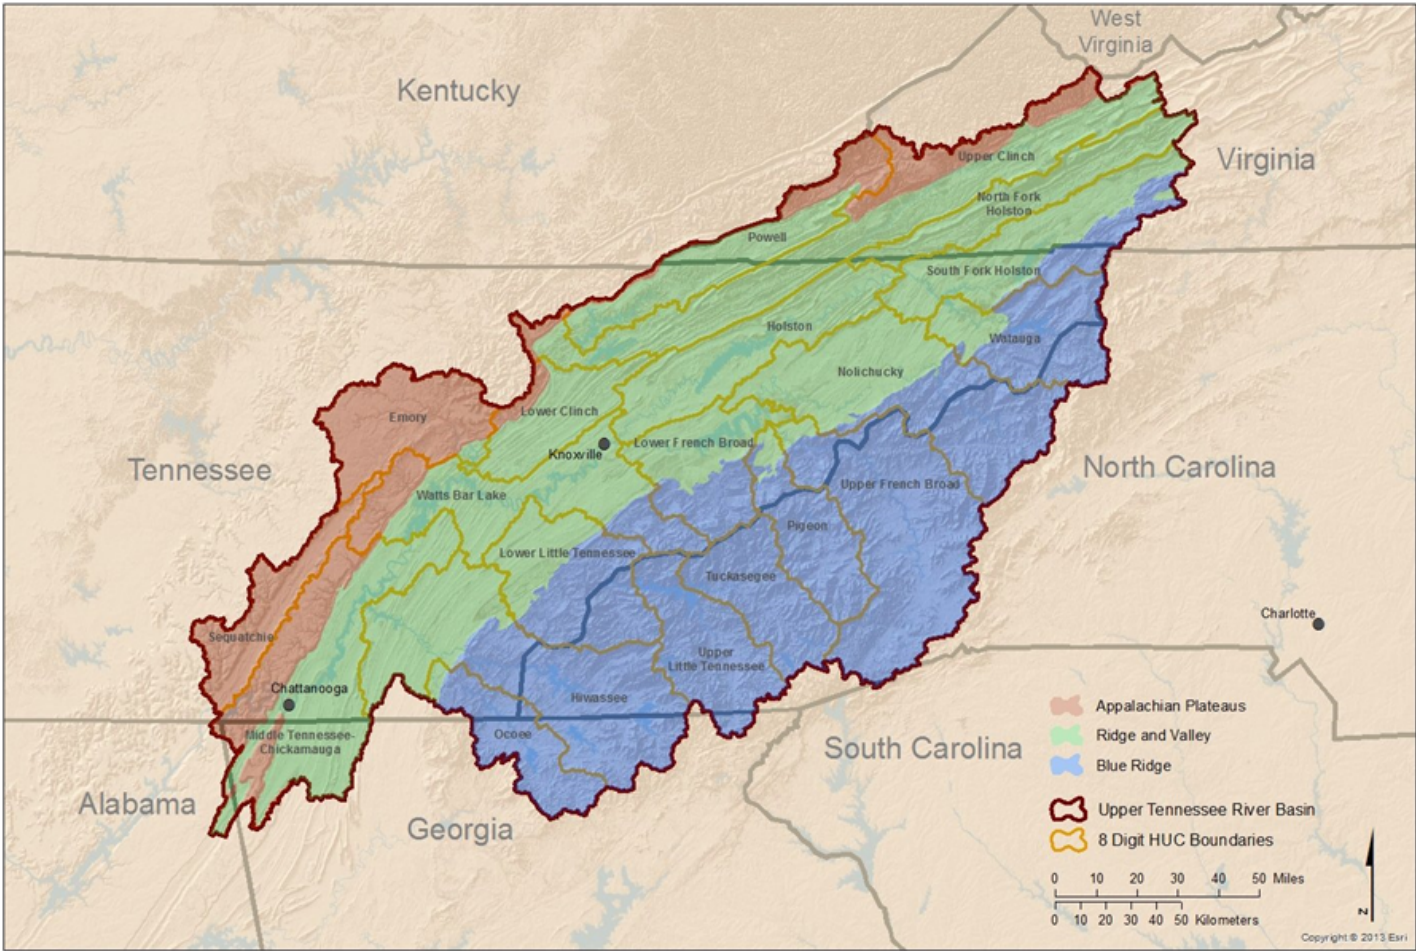 West
Virginia
Kentucky
Virginia
Upper Clinch
North Fork
Holston
Powell
South Fork Holston
Holston
Watauga
Nolichucky
Emory
Lower Clinch
Knoxville
Lower French Broad
Tennessee
North Carolina
Watts Bar Lake
Upper French Broad
Pigeon
Lower Little Tennessee
Tuckasegee
Charlotte
Sequatchie
Upper
Little Tennessee
Chattanooga
Hiwassee
Ocoee
Middle Tennessee-
Chickamauga
South Carolina
Alabama
Georgia
Appalachian Plateaus
Ridge and Valley
Blue Ridge
Upper Tennessee River Basin
8 Digit HUC Boundaries
0 10 20 30 40 50 Miles
0 10 20 30 40 50 Kilometers
N
Copyright:© 2013 Esri